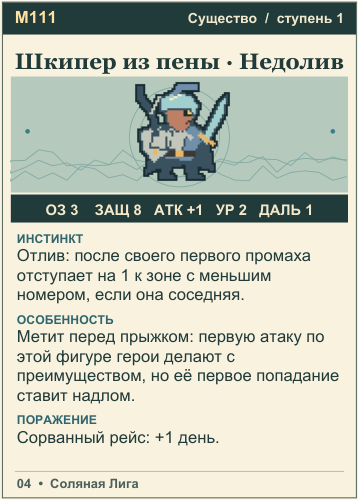 M111
Существо / ступень 1
Шкипер из пены · Недолив
ОЗ 3 ЗАЩ 8 АТК +1 УР 2 ДАЛЬ 1
ИНСТИНКТ
Отлив: после своего первого промаха
отступает на 1 к зоне с меньшим
номером, если она соседняя.
ОСОБЕННОСТЬ
Метит перед прыжком: первую атаку по
этой фигуре герои делают с
преимуществом, но её первое попадание
ставит надлом.
ПОРАЖЕНИЕ
Сорванный рейс: +1 день.
04 • Соляная Лига